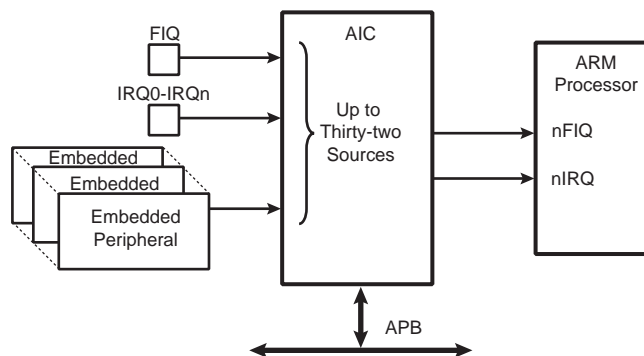 FIQ
IRQ0-IRQn
Embedded
Embedded
Embedded
Peripheral
AIC
Up to
Thirty-two
Sources
ARM
Processor
nFIQ
nIRQ
APB